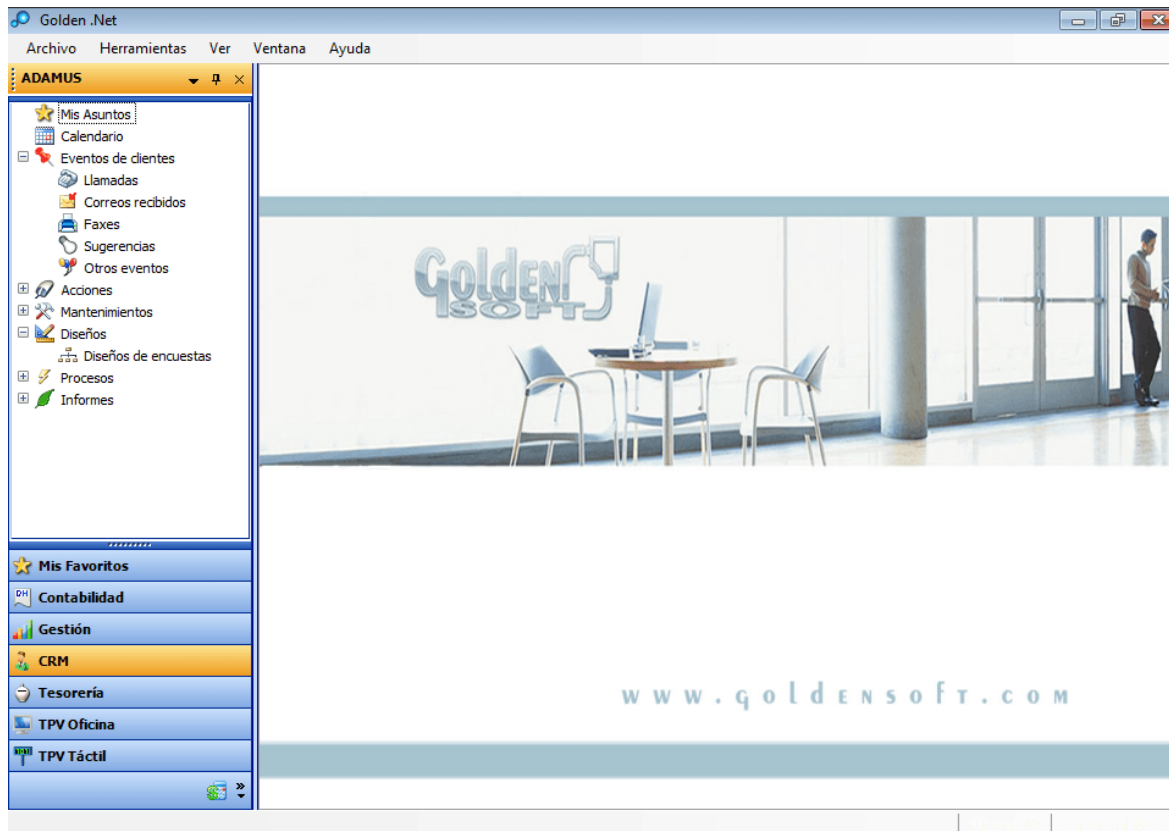 Golden .Net
Archivo Herramientas Ver Ventana Ayuda
ADAMUS
Mis Asuntos
Calendario
Eventos de clientes
Llamadas
Correos recibidos
Faxes
Sugerencias
Otros eventos
Acciones
Mantenimientos
Diseños
Diseños de encuestas
Procesos
Informes
Mis Favoritos
DH Contabilidad
Gestión
CRM
Tesorería
TPV Oficina
TPV Táctil
GOLDEN
SOFT
www.goldensoft.com